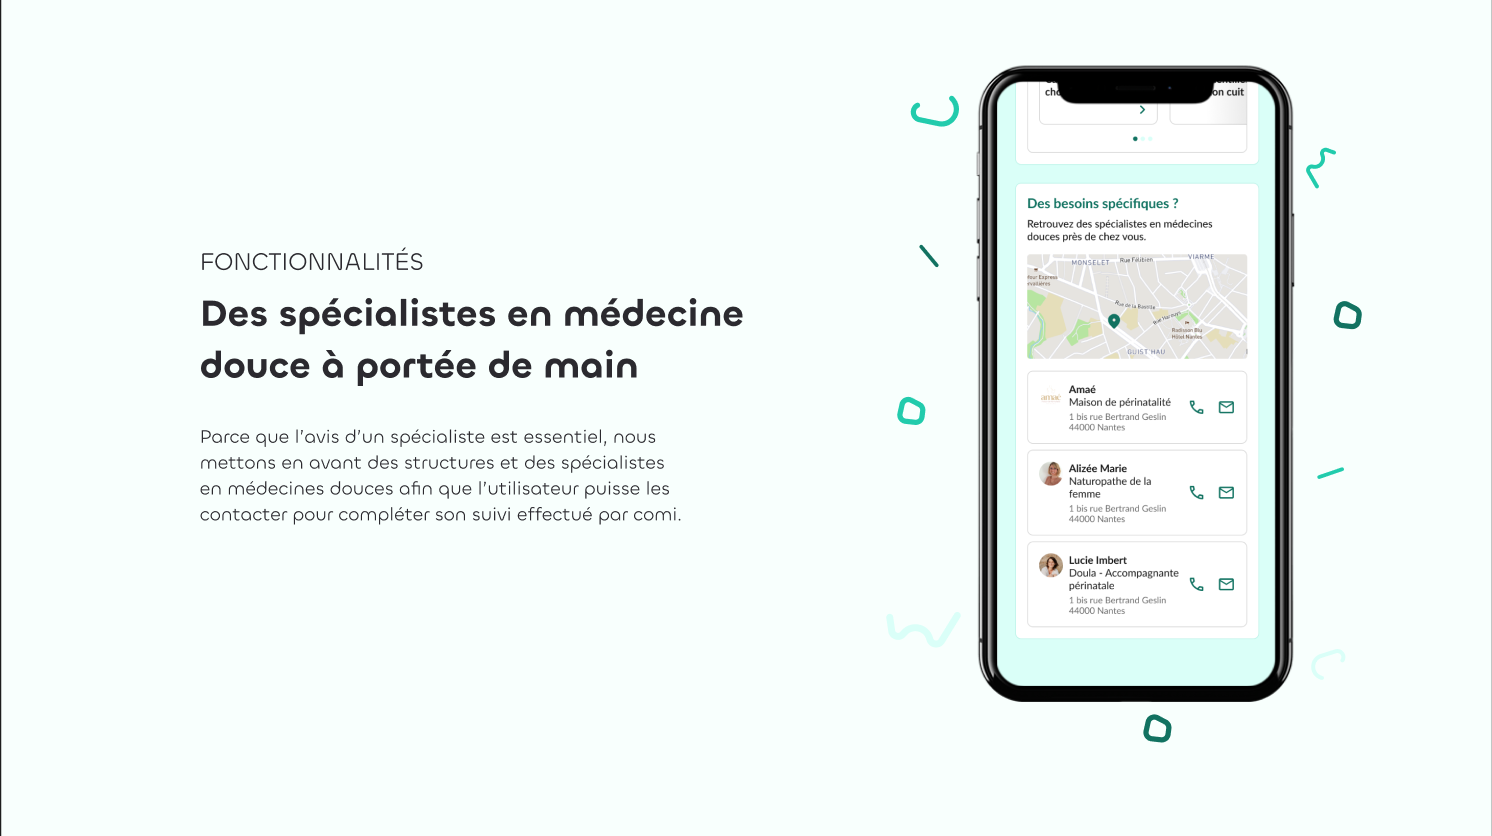 FONCTIONNALITÉS
Des spécialistes en médecine
douce à portée de main
Parce que l’avis d’un spécialiste est essentiel, nous
mettons en avant des structures et des spécialistes
en médecines douces afin que l’utilisateur puisse les
contacter pour compléter son suivi effectué par comi.
on cuit
Des besoins spécifiques ?
Retrouvez des spécialistes en médecines
douces près de chez vous.
MONSELET
Rue Félibien
VIARME
Rue de la Bastille
Rue Harouys
Radisson Blu
Hôtel Nantes
GUIST HAU
amaé
Amaé
Maison de périnatalité
1 bis rue Bertrand Geslin
44000 Nantes
Alizée Marie
Naturopathe de la
femme
1 bis rue Bertrand Geslin
44000 Nantes
Lucie Imbert
Doula - Accompagnante
périnatale
1 bis rue Bertrand Geslin
44000 Nantes